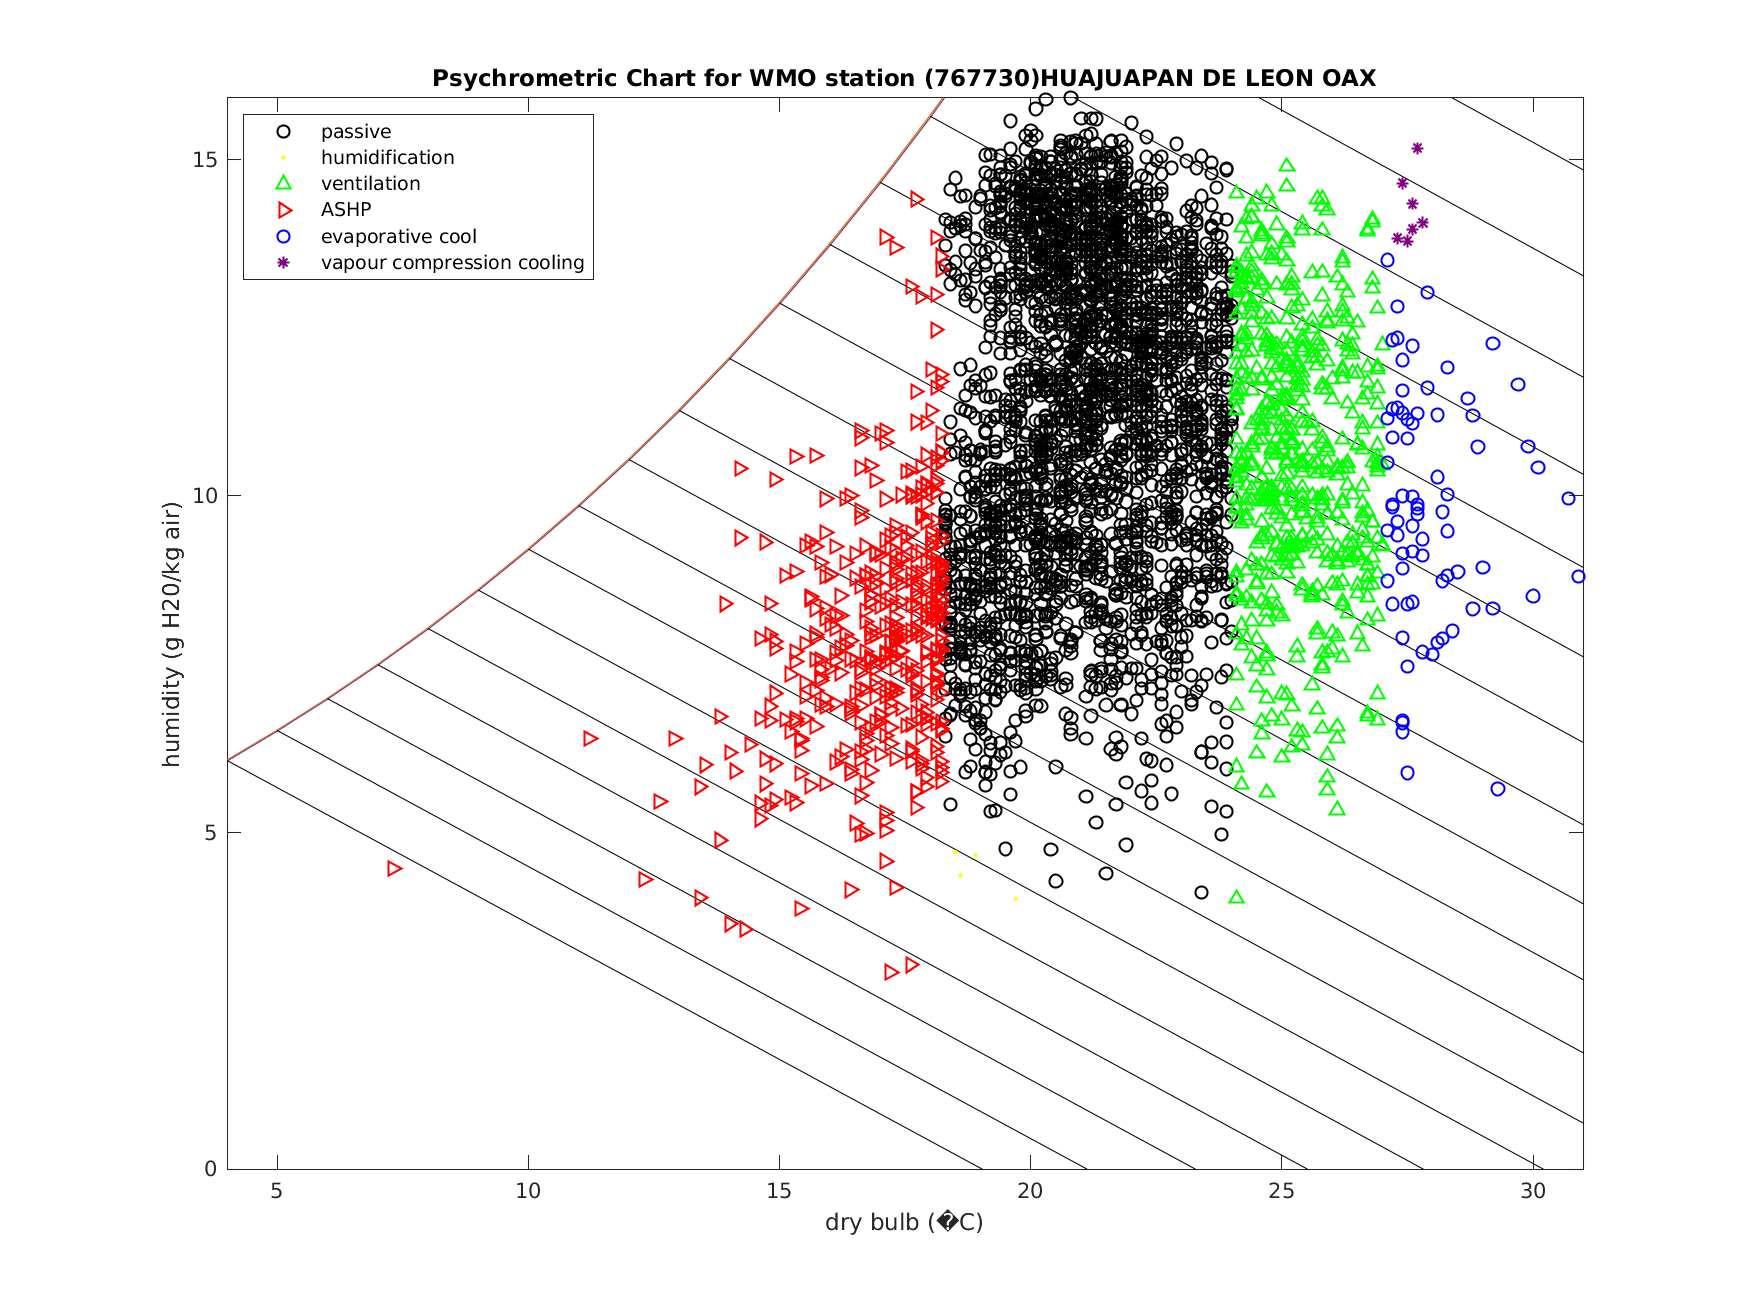 Psychrometric Chart for WMO station (767730)HUAJUAPAN DE LEON OAX
passive
humidification
ventilation
ASHP
evaporative cool
vapour compression cooling
15
10
5
0
humidity (g H20/kg air)
5 10 15 20 25 30
dry bulb (�C)